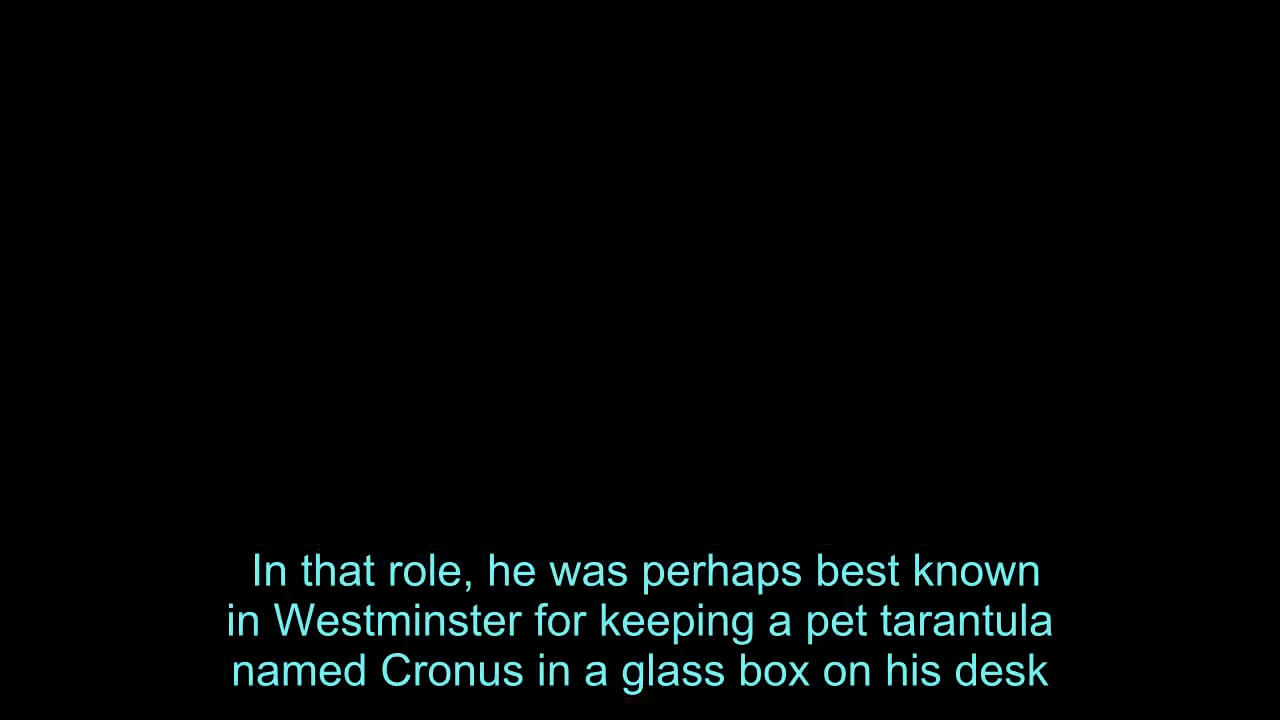 In that role, he was perhaps best known
in Westminster for keeping a pet tarantula
named Cronus in a glass box on his desk